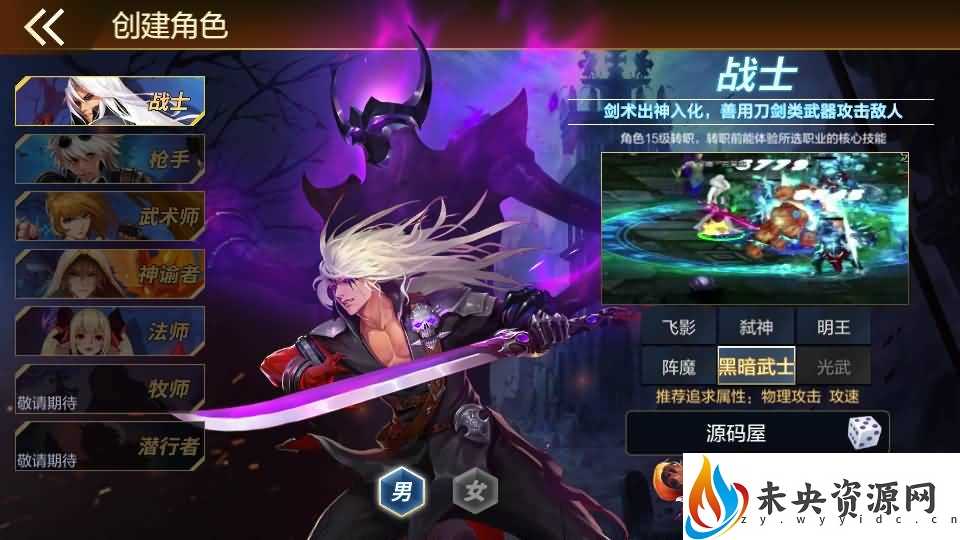 创建角色
战士
枪手
武术师
神谕者
法师
牧师
敬请期待
潜行者
敬请期待
男
女
战士
剑术出神入化，善用刀剑类武器攻击敌人
角色15级转职，转职前能体验所选职业的核心技能
3779
飞影
弑神
明王
阵魔
黑暗武士
光武
推荐追求属性：物理攻击 攻速
源码屋
未央资源网
zy.wyyidc.cn